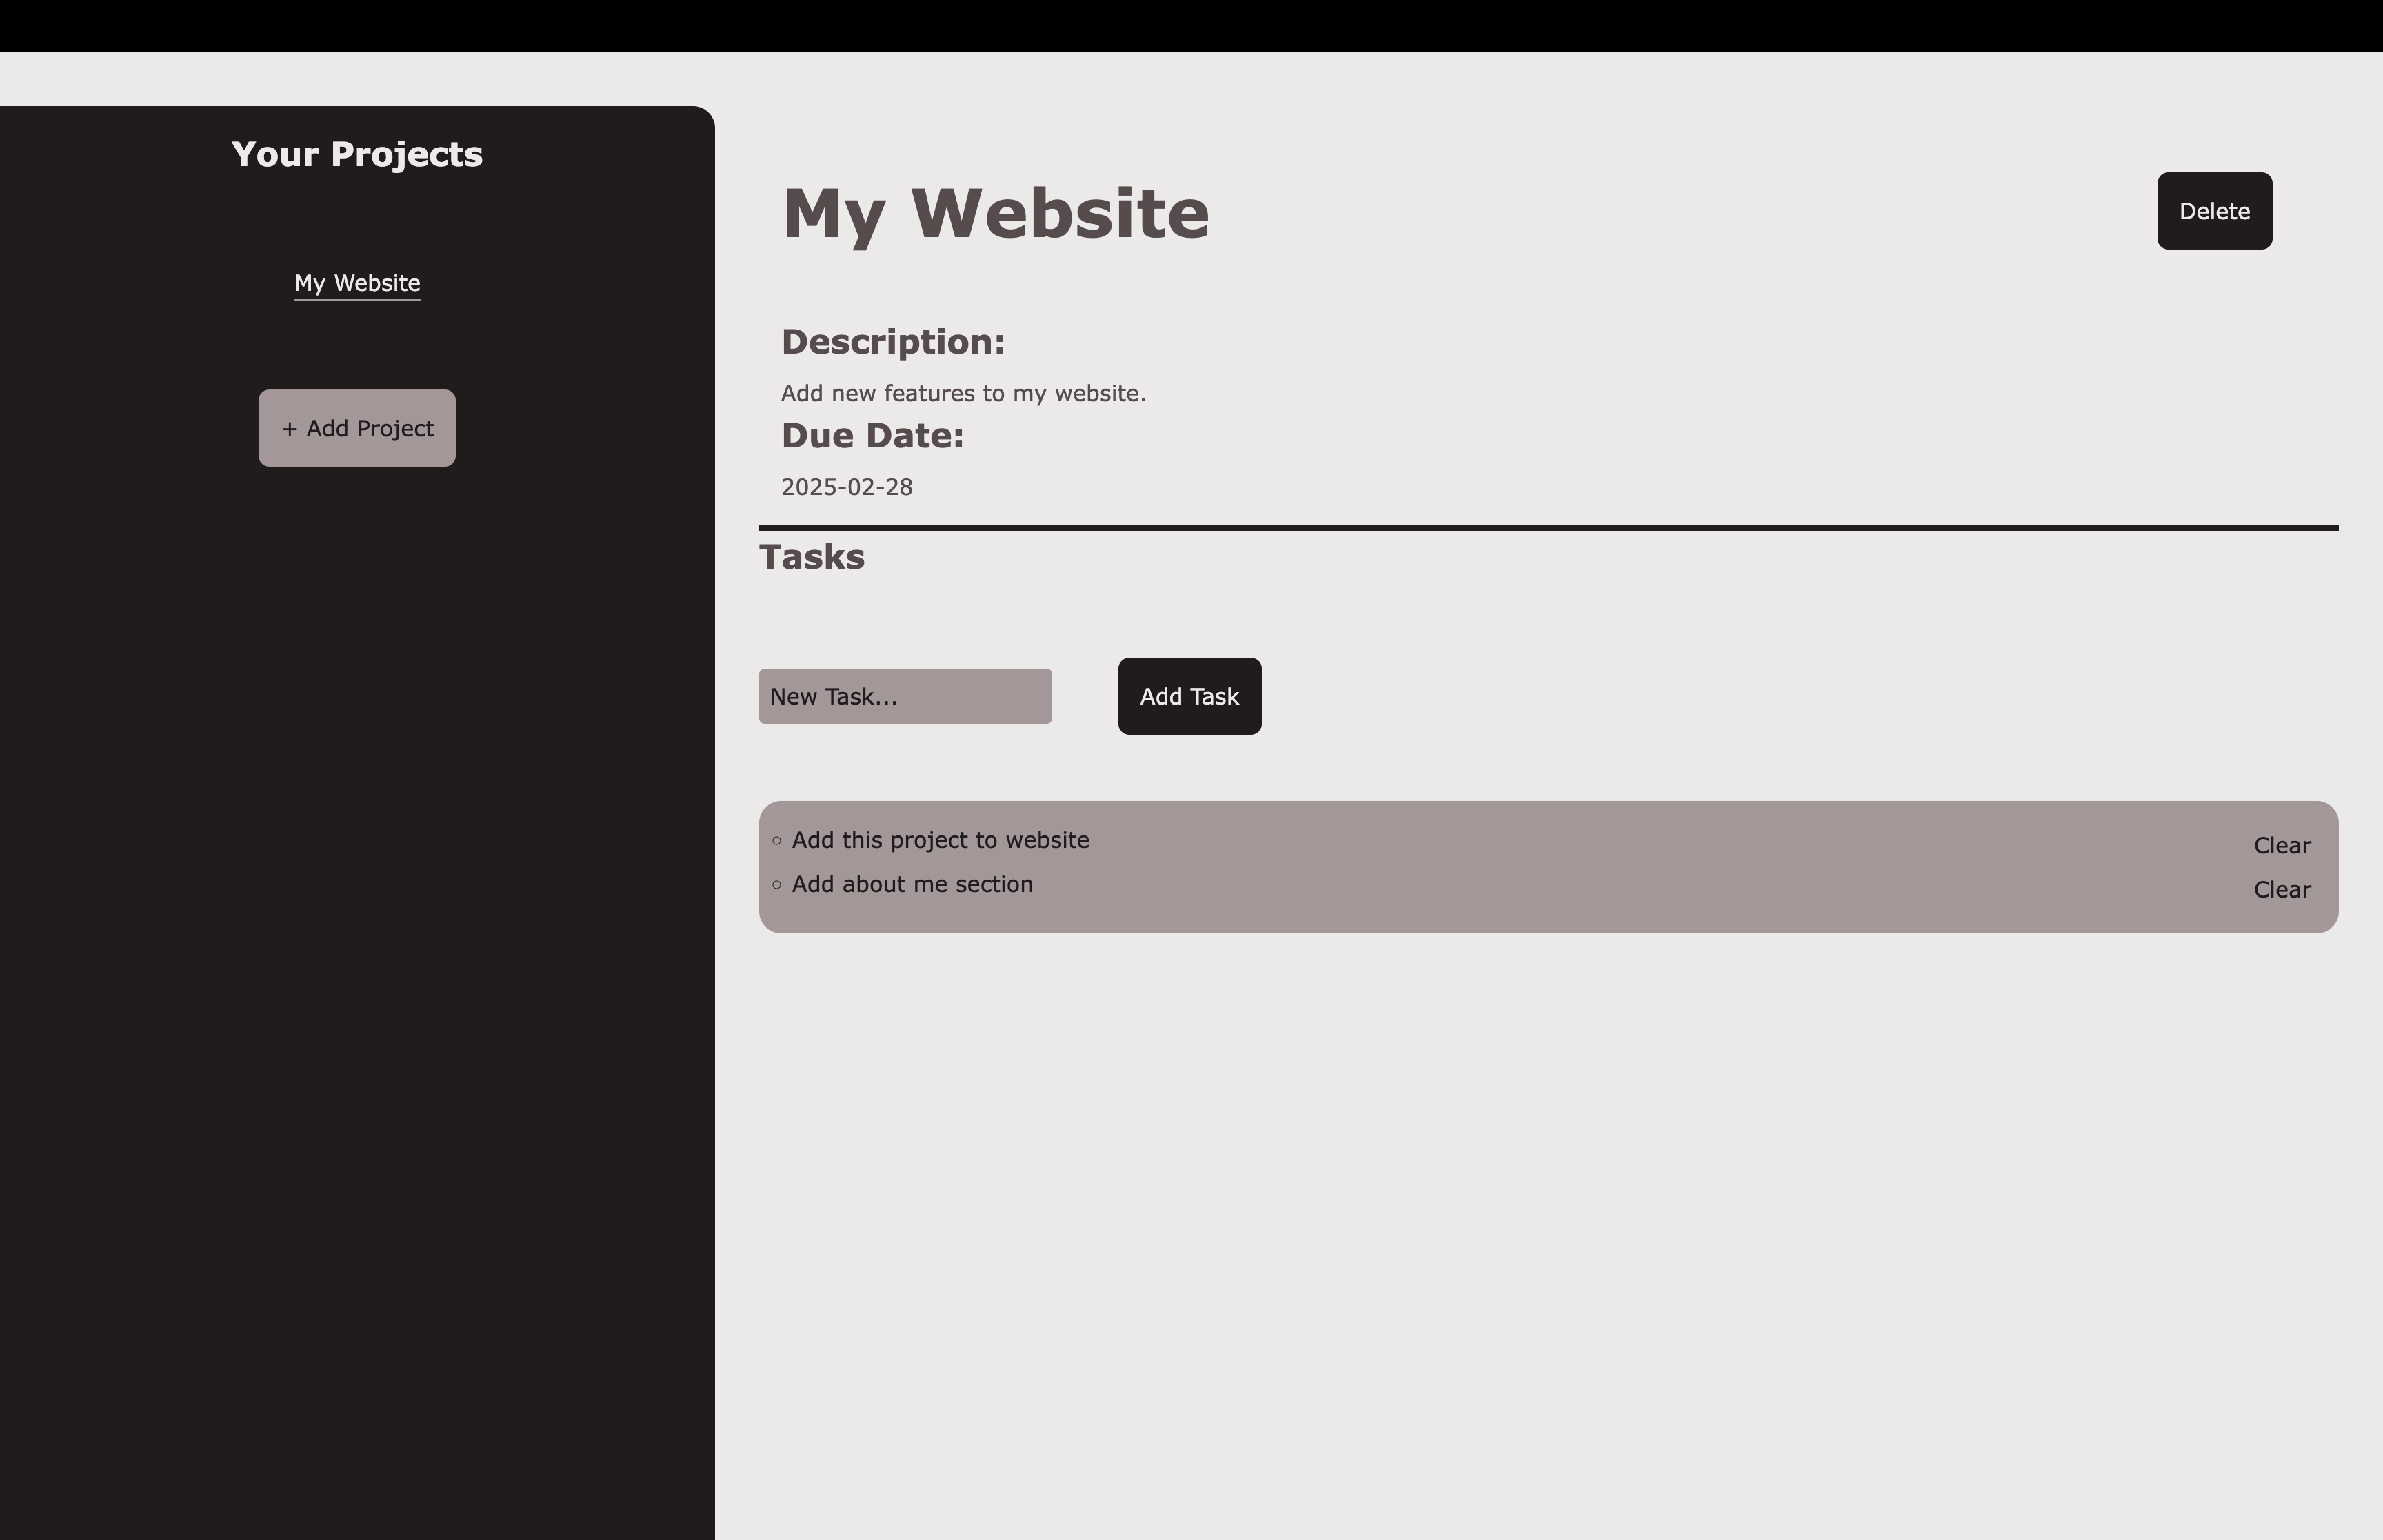 Your Projects
My Website
+ Add Project
My Website
Delete
Description:
Add new features to my website.
Due Date:
2025-02-28
Tasks
New Task...
Add Task
Add this project to website
Clear
Add about me section
Clear